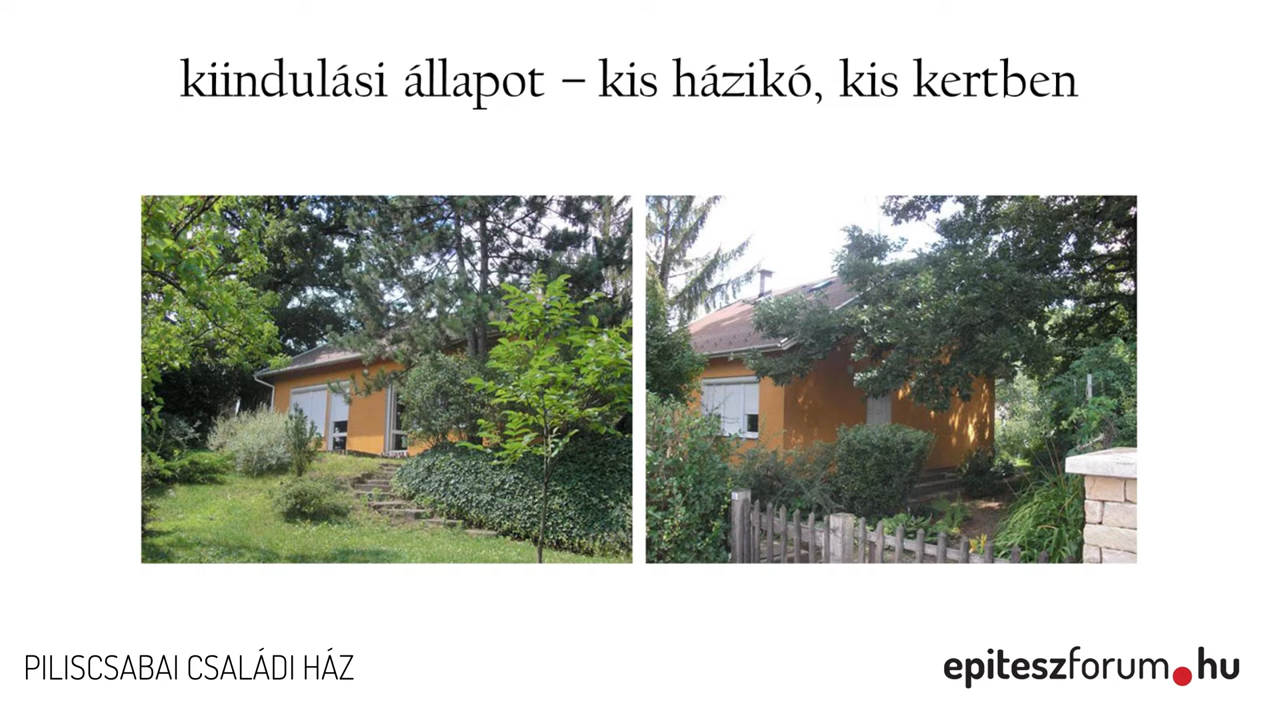 kiindulási állapot – kis házikó, kis kertben
PILISCSABAI CSALÁDI HÁZ
epiteszforum.hu